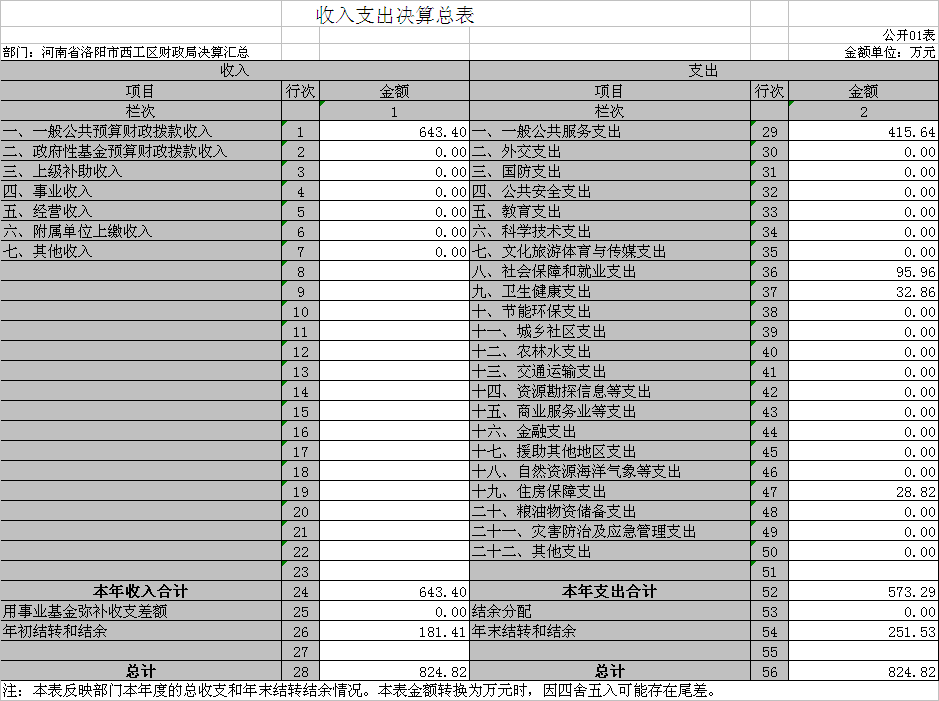 收入支出决算总表
公开01表
部门：河南省洛阳市西工区财政局决算汇总 金额单位：万元
收入 支出
项目 行次 金额 项目 行次 金额
栏次 1 栏次 2
一、一般公共预算财政拨款收入 1 643.40 一、一般公共服务支出 29 415.64
二、政府性基金预算财政拨款收入 2 0.00 二、外交支出 30 0.00
三、上级补助收入 3 0.00 三、国防支出 31 0.00
四、事业收入 4 0.00 四、公共安全支出 32 0.00
五、经营收入 5 0.00 五、教育支出 33 0.00
六、附属单位上缴收入 6 0.00 六、科学技术支出 34 0.00
七、其他收入 7 0.00 七、文化旅游体育与传媒支出 35 0.00
8 八、社会保障和就业支出 36 95.96
9 九、卫生健康支出 37 32.86
10 十、节能环保支出 38 0.00
11 十一、城乡社区支出 39 0.00
12 十二、农林水支出 40 0.00
13 十三、交通运输支出 41 0.00
14 十四、资源勘探信息等支出 42 0.00
15 十五、商业服务业等支出 43 0.00
16 十六、金融支出 44 0.00
17 十七、援助其他地区支出 45 0.00
18 十八、自然资源海洋气象等支出 46 0.00
19 十九、住房保障支出 47 28.82
20 二十、粮油物资储备支出 48 0.00
21 二十一、灾害防治及应急管理支出 49 0.00
22 二十二、其他支出 50 0.00
23 51
本年收入合计 24 643.40 本年支出合计 52 573.29
用事业基金弥补收支差额 25 0.00 结余分配 53 0.00
年初结转和结余 26 181.41 年末结转和结余 54 251.53
27 55
总计 28 824.82 总计 56 824.82
注：本表反映部门本年度的总收支和年末结转结余情况。本表金额转换为万元时，因四舍五入可能存在尾差。